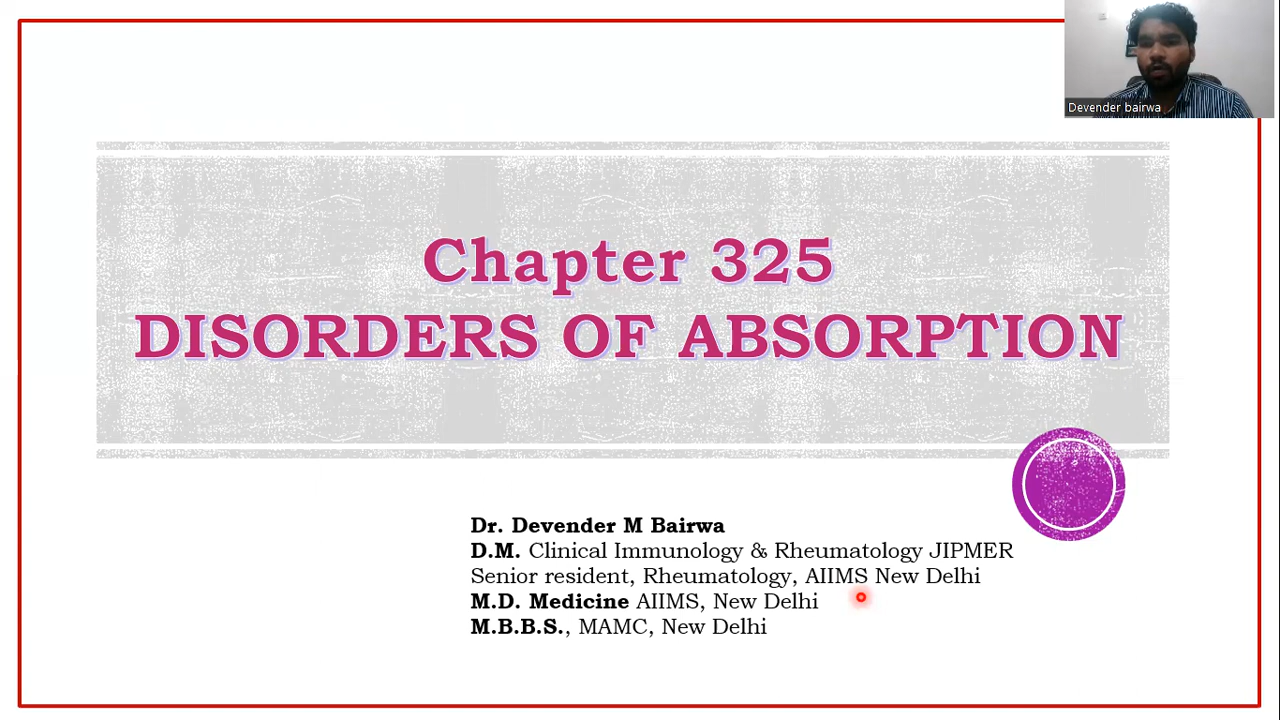 Devender bairwa
Chapter 325
DISORDERS OF ABSORPTION
Dr. Devender M Bairwa
D.M. Clinical Immunology & Rheumatology JIPMER
Senior resident, Rheumatology, AIIMS New Delhi
M.D. Medicine AIIMS, New Delhi
M.B.B.S., MAMC, New Delhi